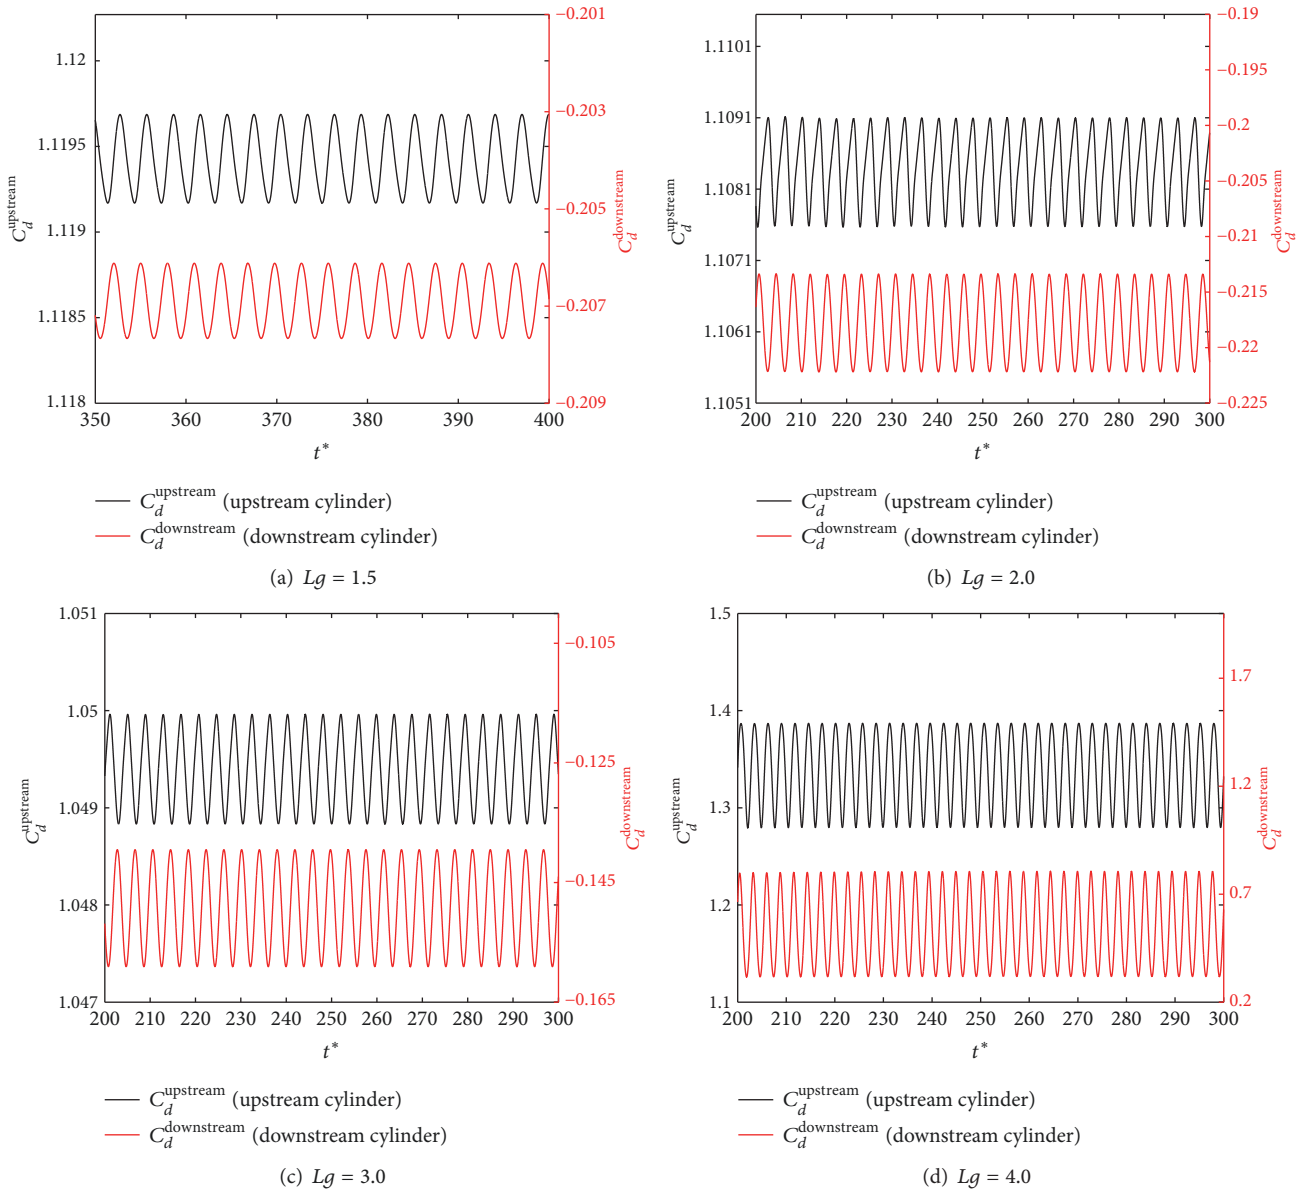 1.12
1.1195
1.119
1.1185
1.118
C_d^upstream
−0.201
−0.203
−0.205
−0.207
−0.209
C_d^downstream
350 360 370 380 390 400
t*
C_d^upstream (upstream cylinder)
C_d^downstream (downstream cylinder)
(a) Lg = 1.5
1.1101
1.1091
1.1081
1.1071
1.1061
1.1051
C_d^upstream
−0.19
−0.195
−0.2
−0.205
−0.21
−0.215
−0.22
−0.225
C_d^downstream
200 210 220 230 240 250 260 270 280 290 300
t*
C_d^upstream (upstream cylinder)
C_d^downstream (downstream cylinder)
(b) Lg = 2.0
1.051
1.05
1.049
1.048
1.047
C_d^upstream
−0.105
−0.125
−0.145
−0.165
C_d^downstream
200 210 220 230 240 250 260 270 280 290 300
t*
C_d^upstream (upstream cylinder)
C_d^downstream (downstream cylinder)
(c) Lg = 3.0
1.5
1.4
1.3
1.2
1.1
C_d^upstream
1.7
1.2
0.7
0.2
C_d^downstream
200 210 220 230 240 250 260 270 280 290 300
t*
C_d^upstream (upstream cylinder)
C_d^downstream (downstream cylinder)
(d) Lg = 4.0